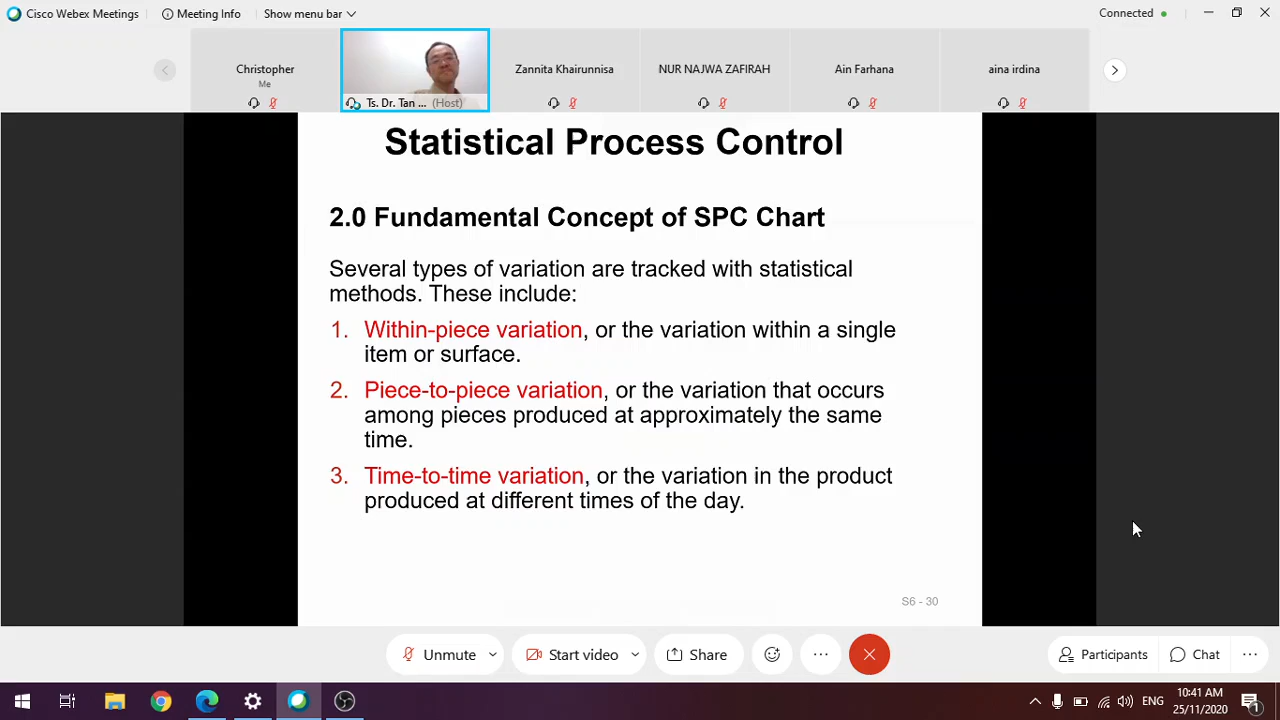 Cisco Webex Meetings
Meeting Info
Show menu bar
Connected
Christopher
Me
Ts. Dr. Tan ... (Host)
Zannita Khairunnisa
NUR NAJWA ZAFIRAH
Ain Farhana
aina irdina
Statistical Process Control
2.0 Fundamental Concept of SPC Chart
Several types of variation are tracked with statistical
methods. These include:
1. Within-piece variation, or the variation within a single
item or surface.
2. Piece-to-piece variation, or the variation that occurs
among pieces produced at approximately the same
time.
3. Time-to-time variation, or the variation in the product
produced at different times of the day.
S6 - 30
Unmute
Start video
Share
Participants
Chat
ENG
10:41 AM
25/11/2020
1